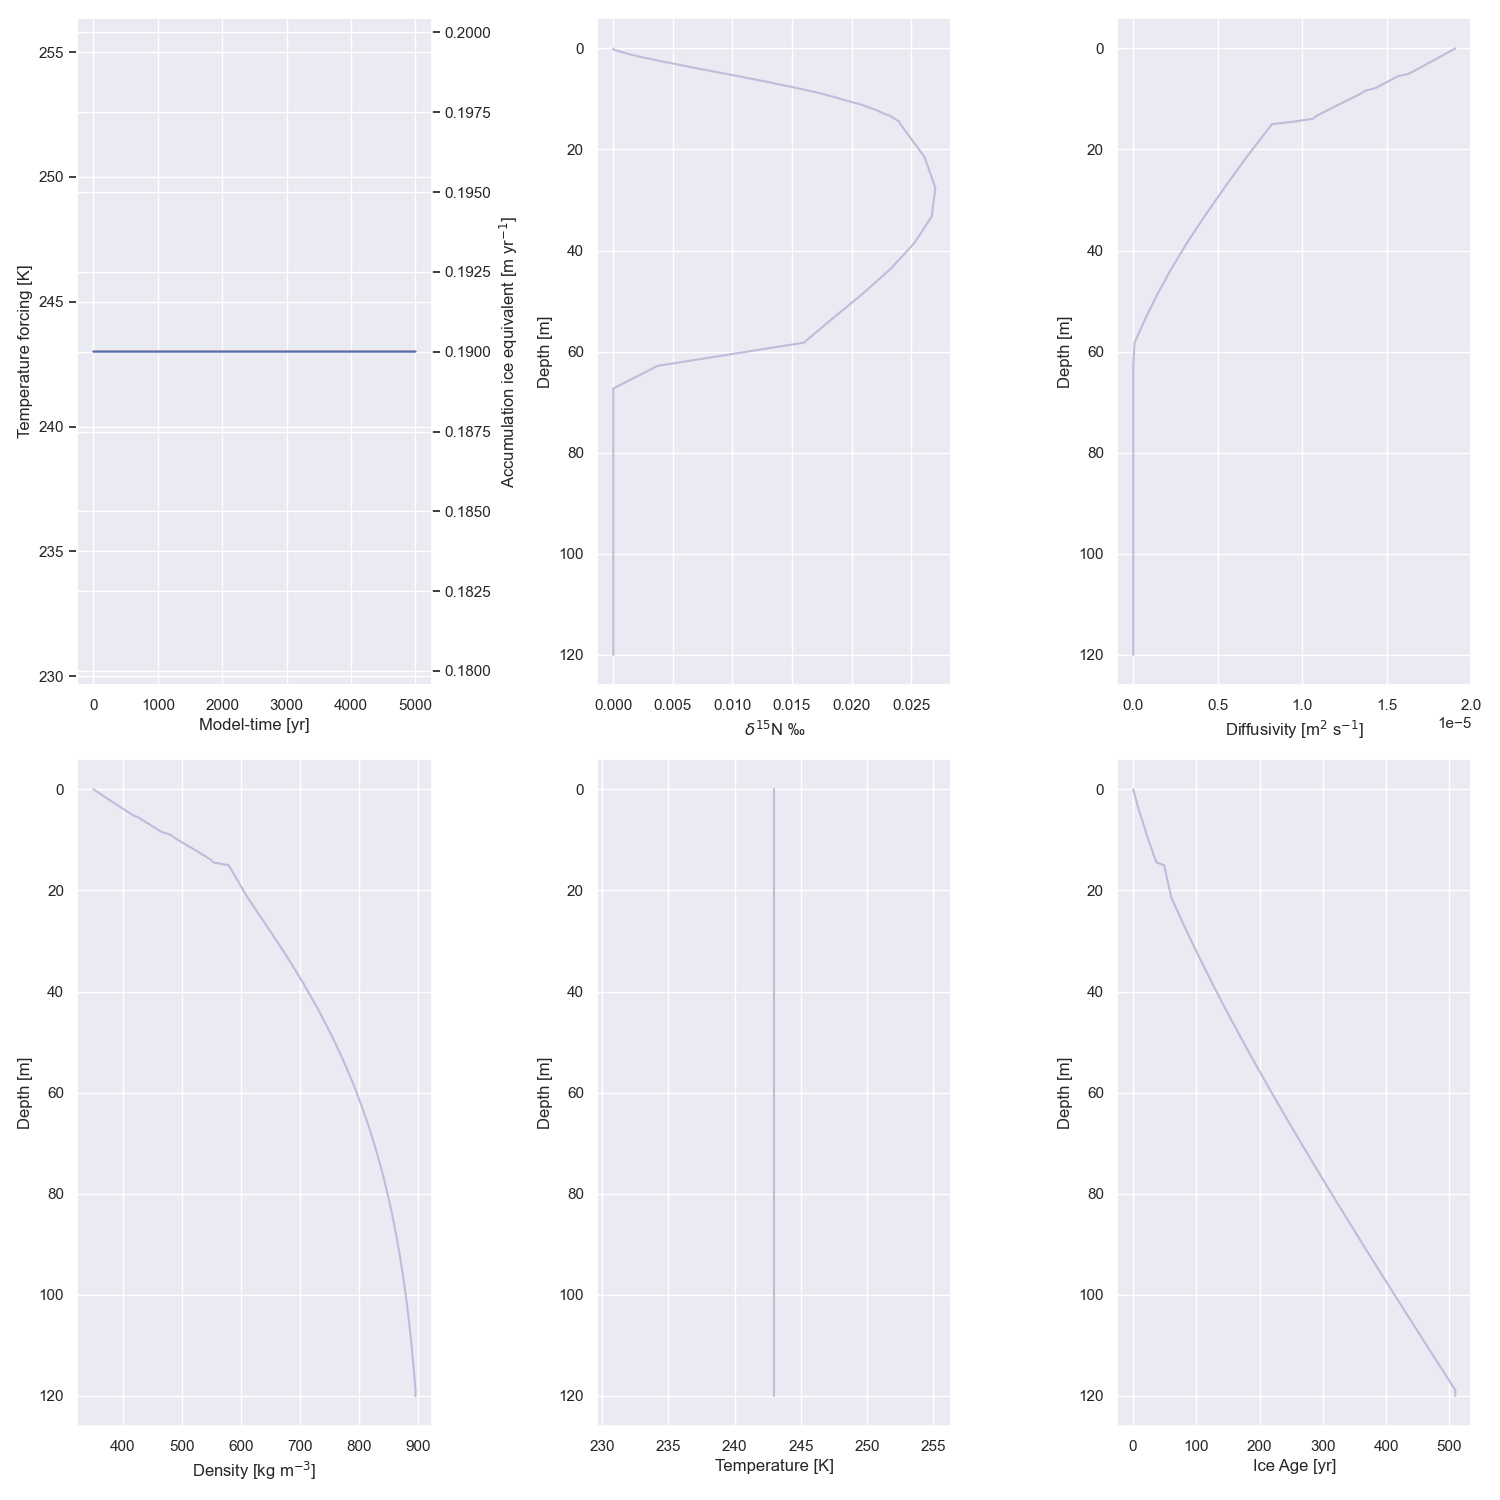 Temperature forcing [K]
255
250
245
240
235
230
0 1000 2000 3000 4000 5000
Model-time [yr]
0.2000
0.1975
0.1950
0.1925
0.1900
0.1875
0.1850
0.1825
0.1800
Accumulation ice equivalent [m yr⁻¹]
Depth [m]
0
20
40
60
80
100
120
0.000 0.005 0.010 0.015 0.020 0.025
δ¹⁵N ‰
Depth [m]
0
20
40
60
80
100
120
0.0 0.5 1.0 1.5 2.0
1e−5
Diffusivity [m² s⁻¹]
Depth [m]
0
20
40
60
80
100
120
400 500 600 700 800 900
Density [kg m⁻³]
Depth [m]
0
20
40
60
80
100
120
230 235 240 245 250 255
Temperature [K]
Depth [m]
0
20
40
60
80
100
120
0 100 200 300 400 500
Ice Age [yr]